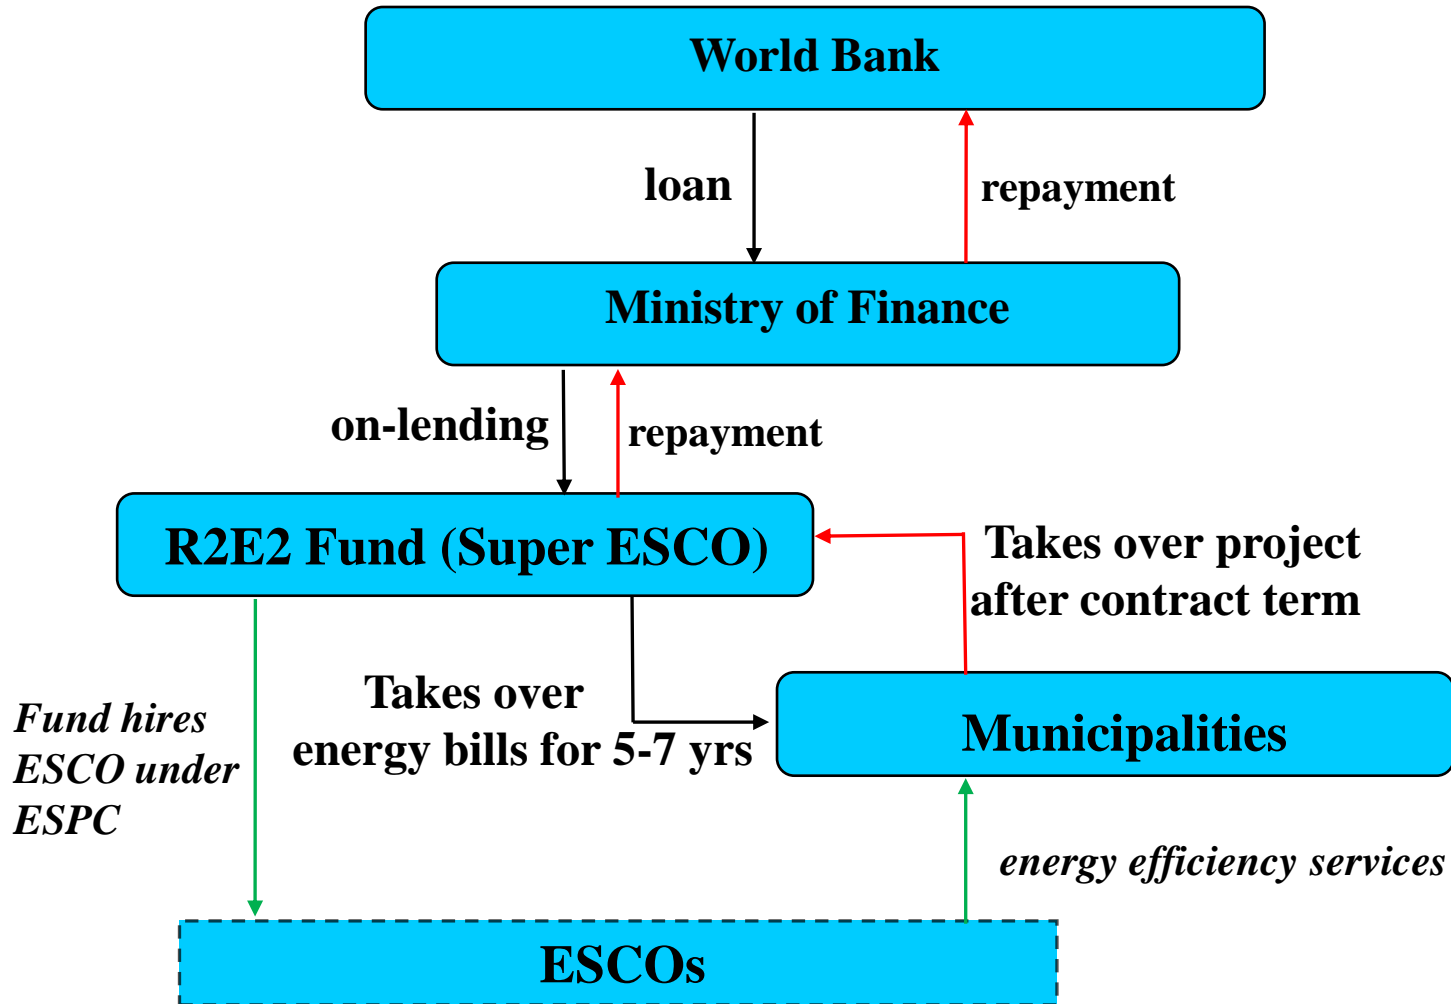 World Bank
loan
repayment
Ministry of Finance
on-lending
repayment
R2E2 Fund (Super ESCO)
Takes over project
after contract term
Takes over
energy bills for 5-7 yrs
Fund hires
ESCO under
ESPC
Municipalities
energy efficiency services
ESCOs